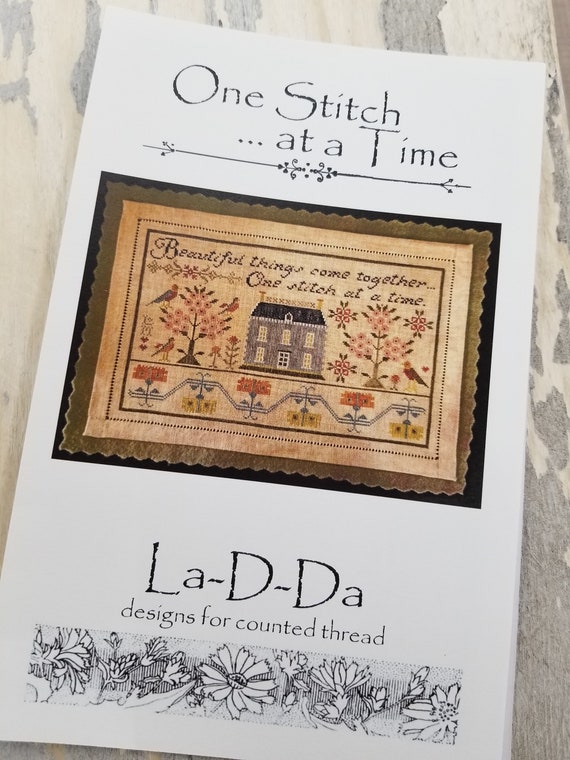 One Stitch
... at a Time
Beautiful things come together...
One stitch at a time.
La-D-Da
designs for counted thread